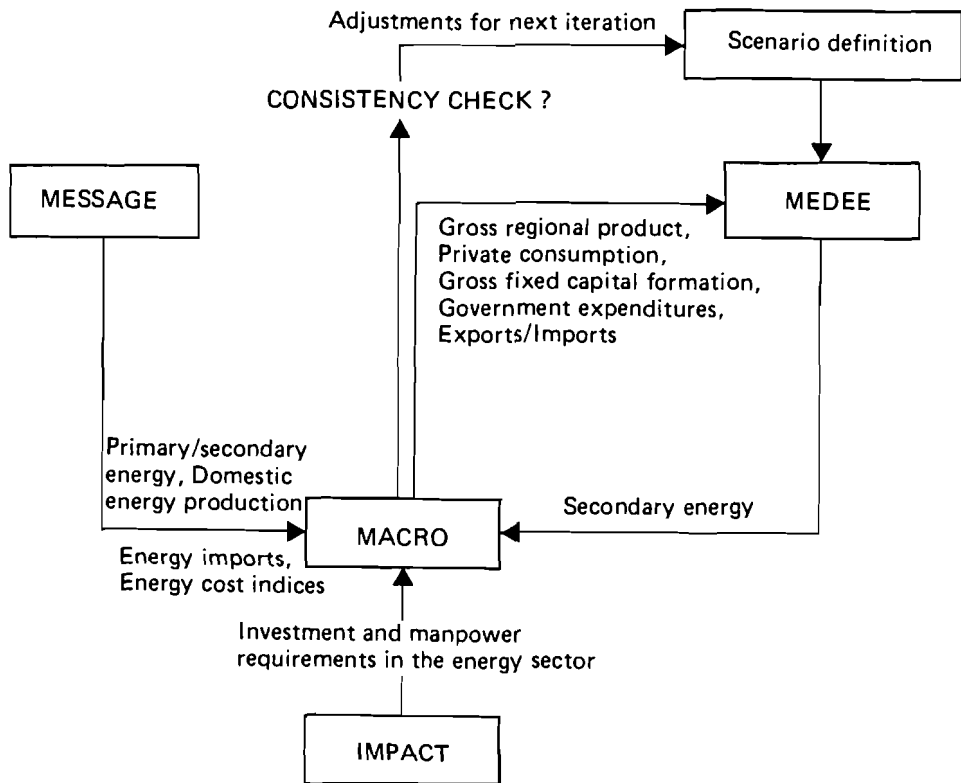 Adjustments for next iteration
Scenario definition
CONSISTENCY CHECK ?
MESSAGE
MEDEE
Gross regional product,
Private consumption,
Gross fixed capital formation,
Government expenditures,
Exports/Imports
Primary/secondary
energy, Domestic
energy production
Secondary energy
MACRO
Energy imports,
Energy cost indices
Investment and manpower
requirements in the energy sector
IMPACT